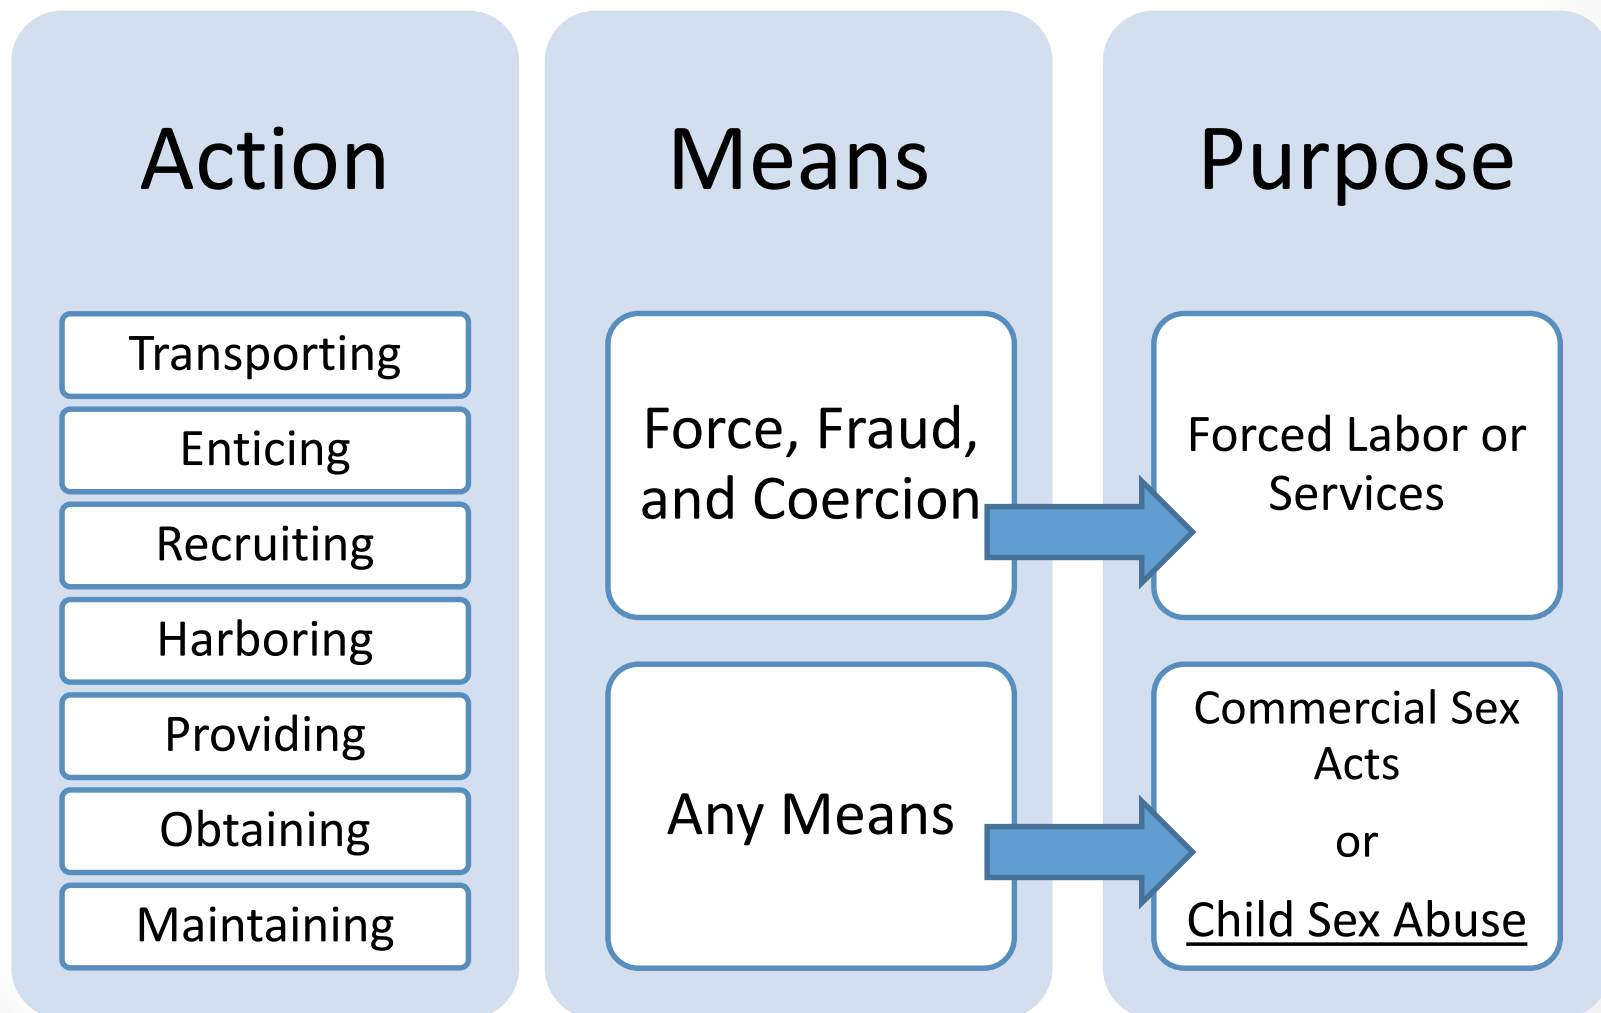 Action
Transporting
Enticing
Recruiting
Harboring
Providing
Obtaining
Maintaining
Means
Force, Fraud,
and Coercion
Any Means
Purpose
Forced Labor or
Services
Commercial Sex
Acts
or
Child Sex Abuse